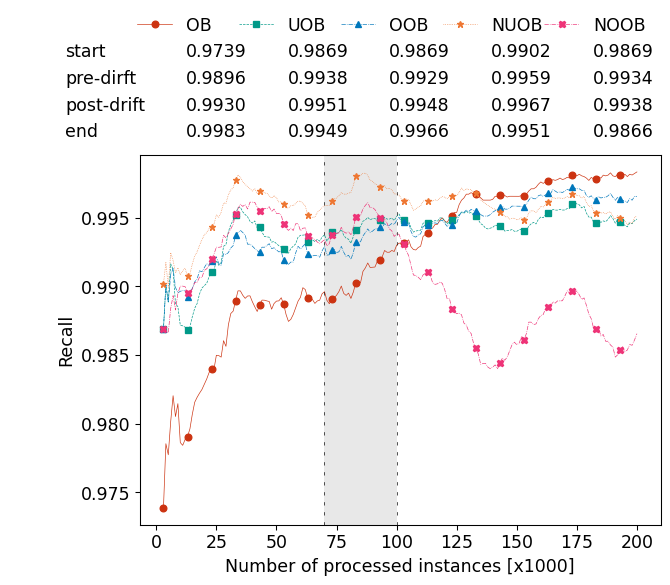 OB UOB OOB NUOB NOOB
start 0.9739 0.9869 0.9869 0.9902 0.9869
pre-dirft 0.9896 0.9938 0.9929 0.9959 0.9934
post-drift 0.9930 0.9951 0.9948 0.9967 0.9938
end 0.9983 0.9949 0.9966 0.9951 0.9866
0.995
0.990
0.985
0.980
0.975
Recall
0 25 50 75 100 125 150 175 200
Number of processed instances [x1000]